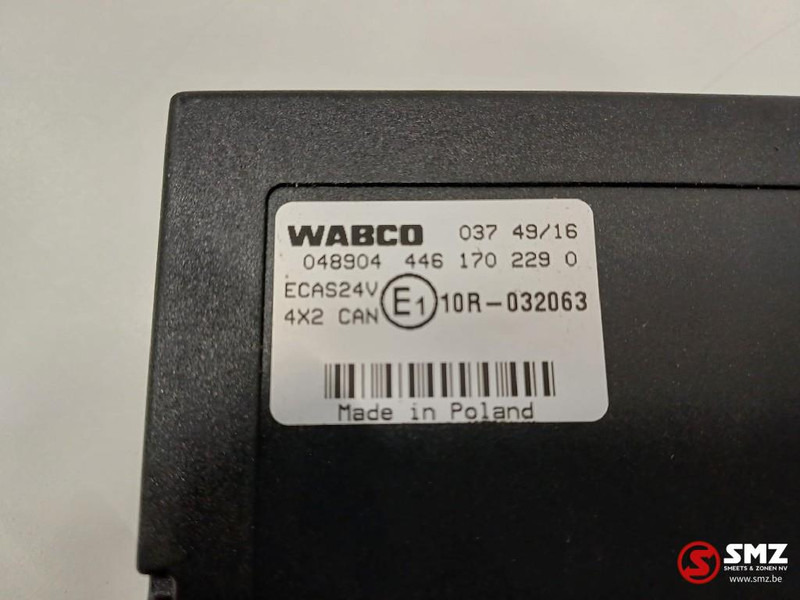 WABCO 037 49/16
048904 446 170 229 0
ECAS24V
4X2 CAN
E1 10R-032063
Made in Poland
SMZ
SMEETS & ZONEN NV
www.smz.be